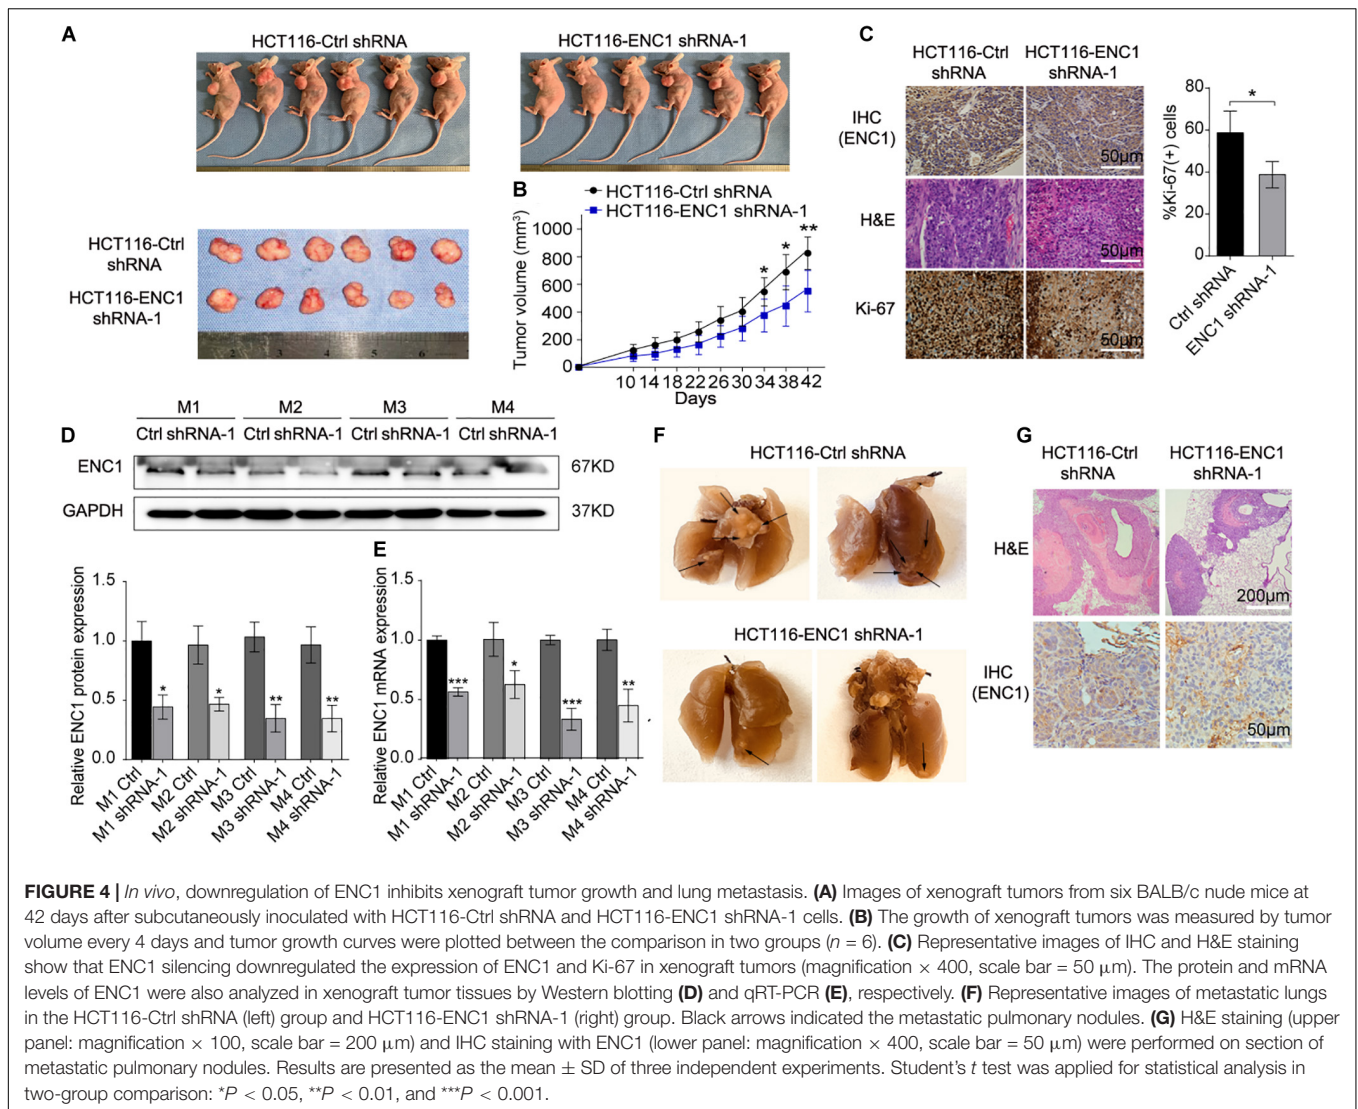 A
HCT116-Ctrl shRNA
HCT116-ENC1 shRNA-1
HCT116-Ctrl
shRNA
HCT116-ENC1
shRNA-1
2 3 4 5 6
B
HCT116-Ctrl shRNA
HCT116-ENC1 shRNA-1
Tumor volume (mm³)
1000
800
600
400
200
0
* * **
10 14 18 22 26 30 34 38 42
Days
C
HCT116-Ctrl HCT116-ENC1
shRNA shRNA-1
IHC
(ENC1)
50μm
H&E
50μm
Ki-67
50μm
%Ki-67(+) cells
80
60
40
20
0
*
Ctrl shRNA
ENC1 shRNA-1
D
M1 M2 M3 M4
Ctrl shRNA-1 Ctrl shRNA-1 Ctrl shRNA-1 Ctrl shRNA-1
ENC1 67KD
GAPDH 37KD
Relative ENC1 protein expression
1.5
1.0
0.5
0.0
* * ** **
M1 Ctrl
M1 shRNA-1
M2 Ctrl
M2 shRNA-1
M3 Ctrl
M3 shRNA-1
M4 Ctrl
M4 shRNA-1
E
Relative ENC1 mRNA expression
1.5
1.0
0.5
0.0
*** * *** **
M1 Ctrl
M1 shRNA-1
M2 Ctrl
M2 shRNA-1
M3 Ctrl
M3 shRNA-1
M4 Ctrl
M4 shRNA-1
F
HCT116-Ctrl shRNA
HCT116-ENC1 shRNA-1
G
HCT116-Ctrl HCT116-ENC1
shRNA shRNA-1
H&E
200μm
IHC
(ENC1)
50μm
FIGURE 4 | In vivo, downregulation of ENC1 inhibits xenograft tumor growth and lung metastasis. (A) Images of xenograft tumors from six BALB/c nude mice at
42 days after subcutaneously inoculated with HCT116-Ctrl shRNA and HCT116-ENC1 shRNA-1 cells. (B) The growth of xenograft tumors was measured by tumor
volume every 4 days and tumor growth curves were plotted between the comparison in two groups (n = 6). (C) Representative images of IHC and H&E staining
show that ENC1 silencing downregulated the expression of ENC1 and Ki-67 in xenograft tumors (magnification × 400, scale bar = 50 μm). The protein and mRNA
levels of ENC1 were also analyzed in xenograft tumor tissues by Western blotting (D) and qRT-PCR (E), respectively. (F) Representative images of metastatic lungs
in the HCT116-Ctrl shRNA (left) group and HCT116-ENC1 shRNA-1 (right) group. Black arrows indicated the metastatic pulmonary nodules. (G) H&E staining (upper
panel: magnification × 100, scale bar = 200 μm) and IHC staining with ENC1 (lower panel: magnification × 400, scale bar = 50 μm) were performed on section of
metastatic pulmonary nodules. Results are presented as the mean ± SD of three independent experiments. Student's t test was applied for statistical analysis in
two-group comparison: *P < 0.05, **P < 0.01, and ***P < 0.001.